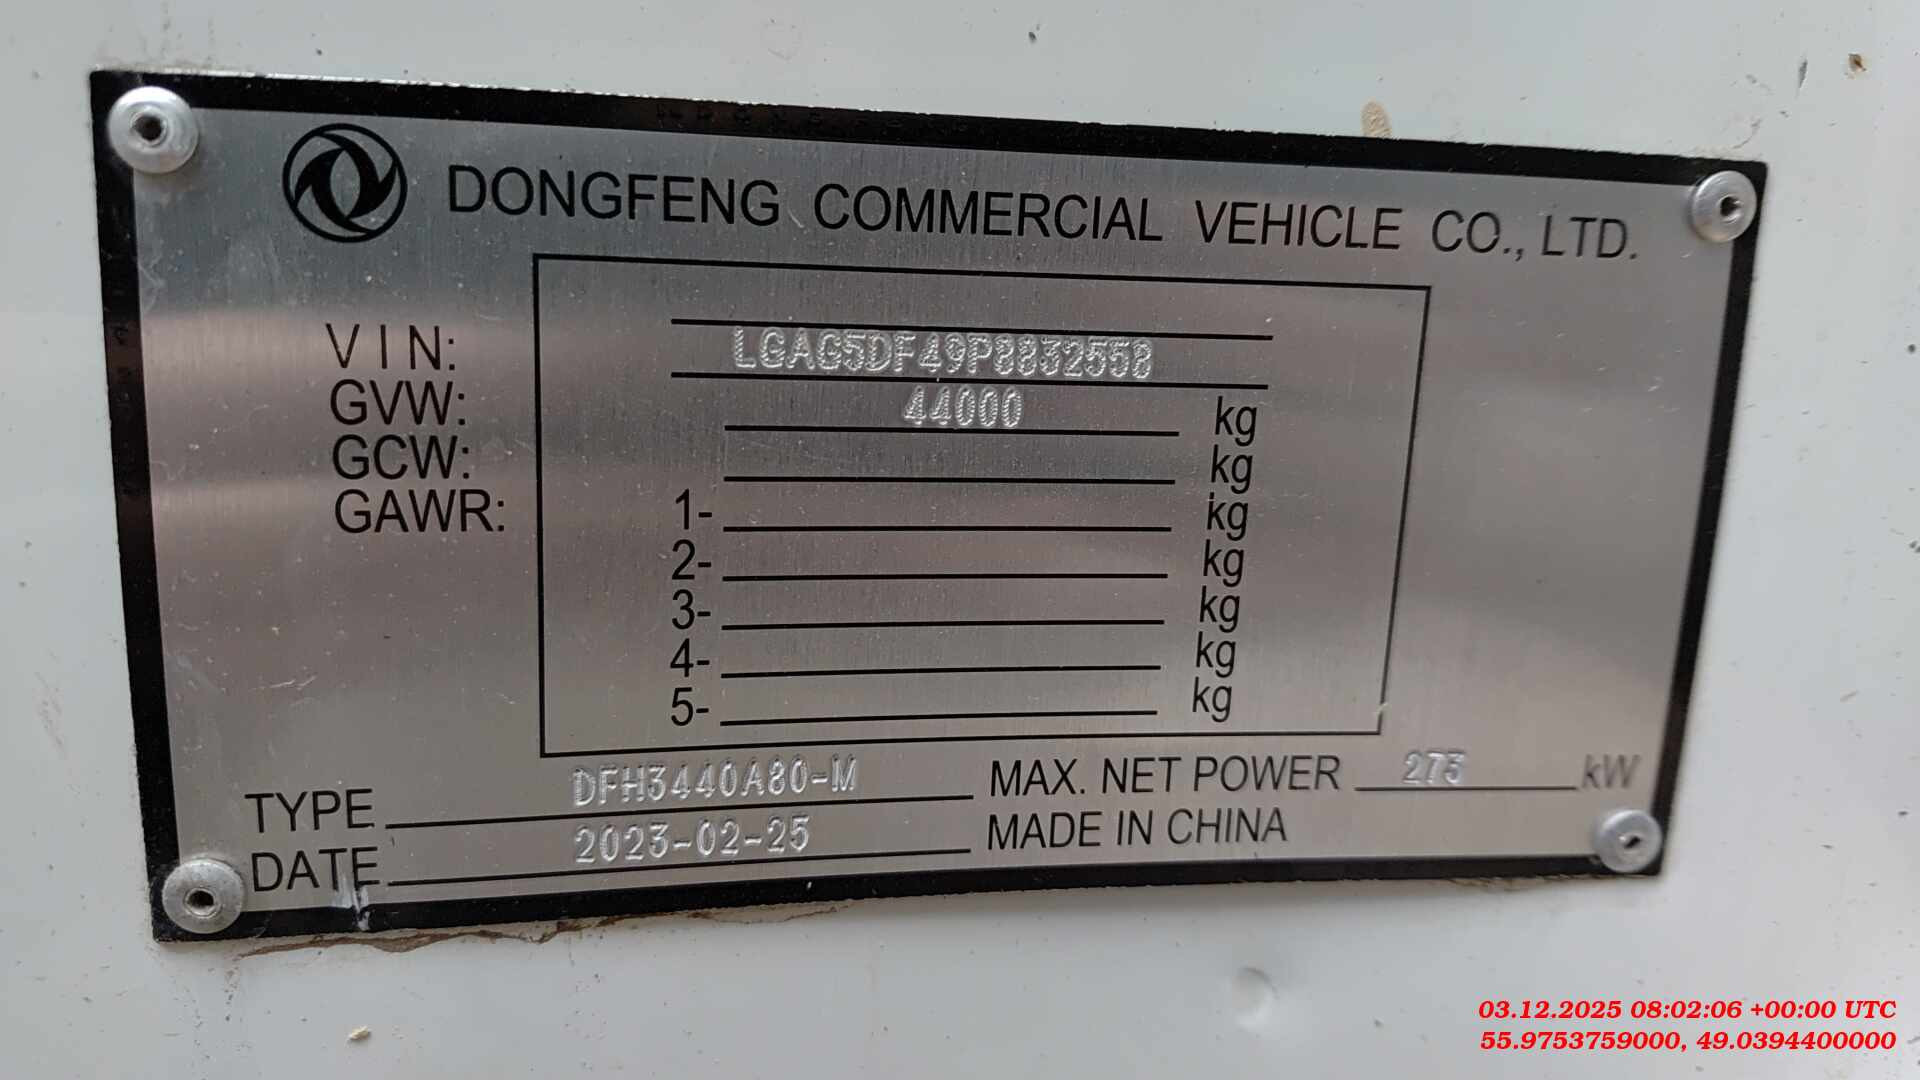 DONGFENG COMMERCIAL VEHICLE CO., LTD.
VIN: LGAG5DF49P8832558
GVW: 44000 kg
GCW: kg
GAWR: 1- kg
2- kg
3- kg
4- kg
5- kg
TYPE DFH3440A80-M MAX. NET POWER 273 kW
DATE 2023-02-25 MADE IN CHINA
03.12.2025 08:02:06 +00:00 UTC
55.9753759000, 49.0394400000